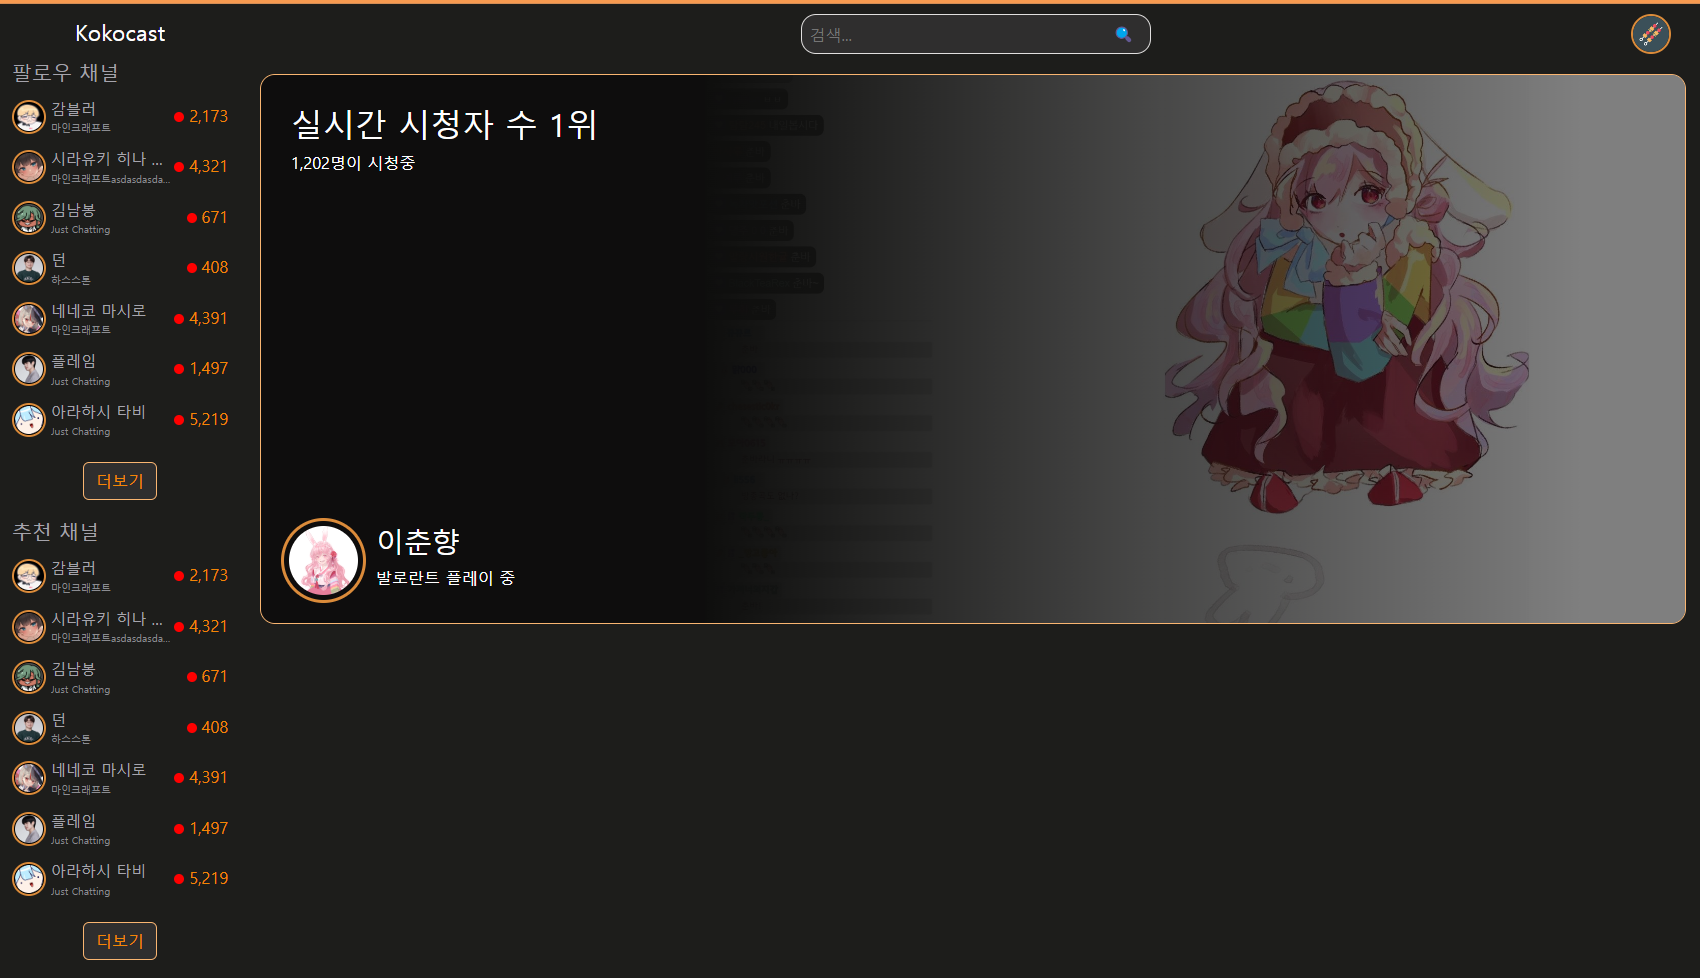 Kokocast
검색...
팔로우 채널
감블러
마인크래프트
2,173
시라유키 히나 ...
마인크래프트asdasdasda...
4,321
김남봉
Just Chatting
671
던
하스스톤
408
네네코 마시로
마인크래프트
4,391
플레임
Just Chatting
1,497
아라하시 타비
Just Chatting
5,219
더보기
추천 채널
감블러
마인크래프트
2,173
시라유키 히나 ...
마인크래프트asdasdasda...
4,321
김남봉
Just Chatting
671
던
하스스톤
408
네네코 마시로
마인크래프트
4,391
플레임
Just Chatting
1,497
아라하시 타비
Just Chatting
5,219
더보기
실시간 시청자 수 1위
1,202명이 시청중
이춘향
발로란트 플레이 중